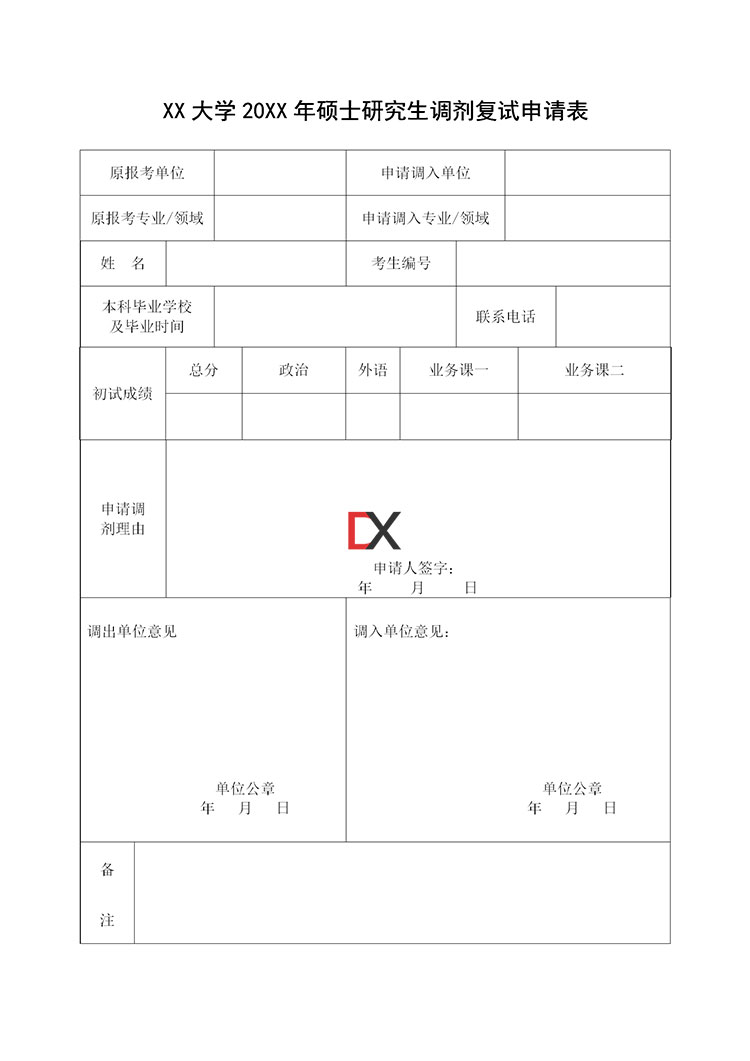 XX 大学 20XX 年硕士研究生调剂复试申请表
原报考单位 申请调入单位
原报考专业/领域 申请调入专业/领域
姓 名 考生编号
本科毕业学校
及毕业时间
联系电话
初试成绩
总分 政治 外语 业务课一 业务课二
申请调
剂理由
DX
申请人签字：
年 月 日
调出单位意见
单位公章
年 月 日
调入单位意见：
单位公章
年 月 日
备
注